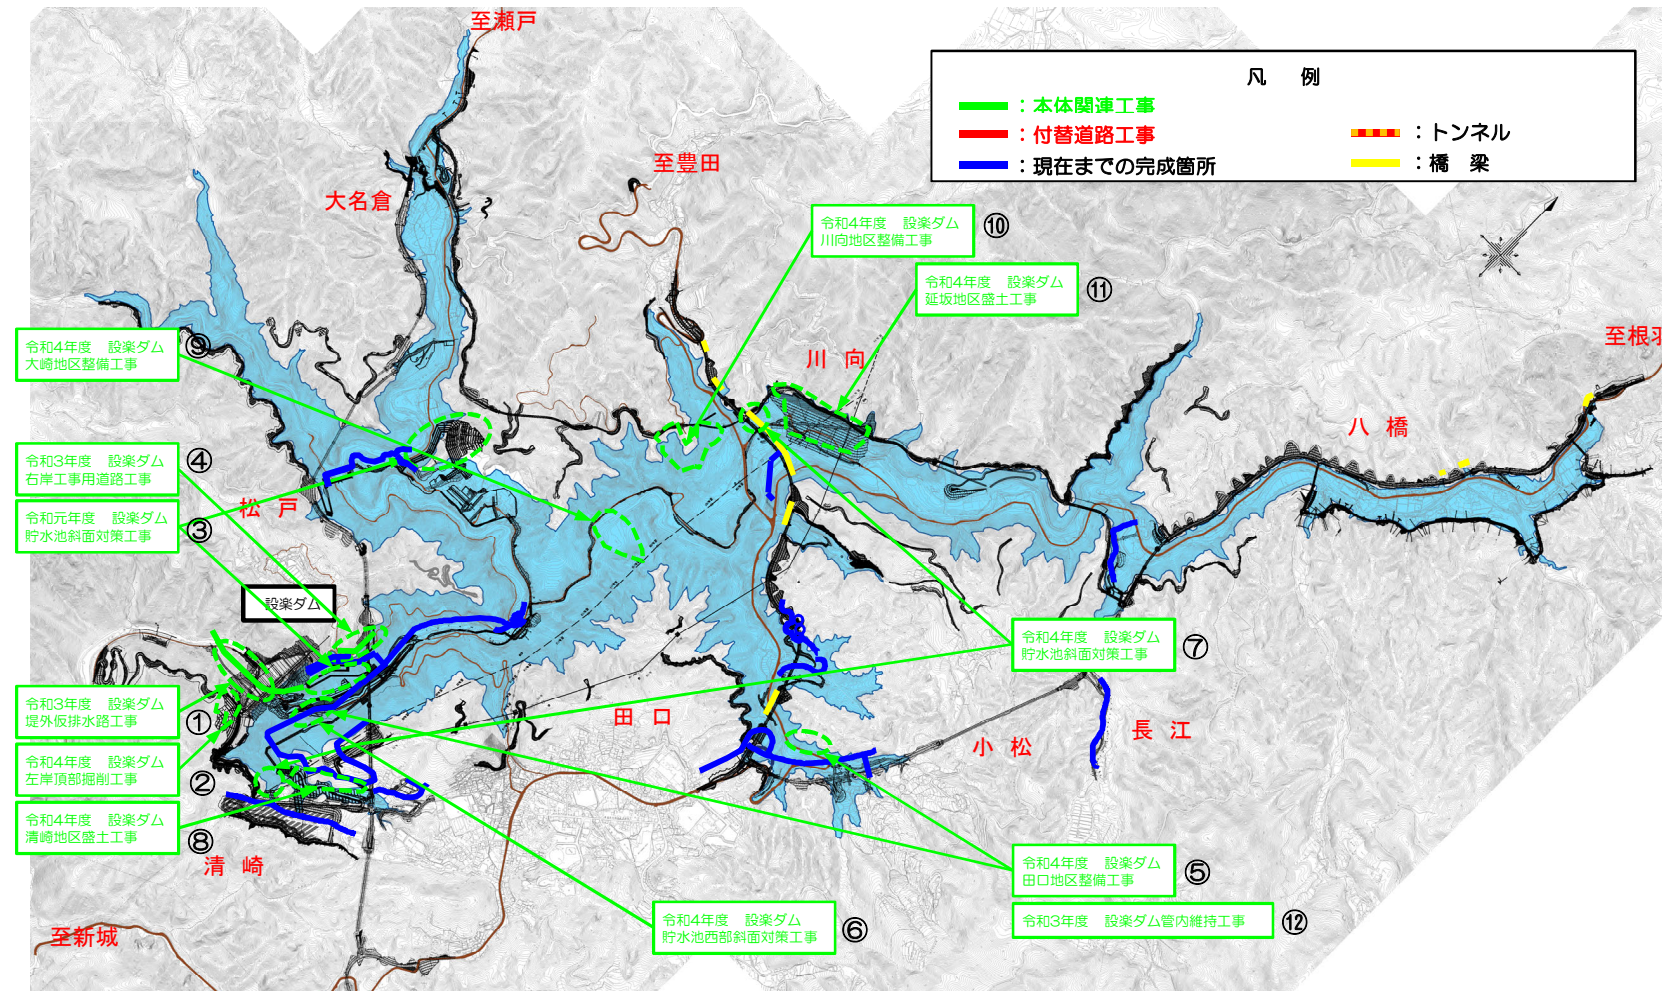 至瀬戸
凡 例
：本体関連工事
：付替道路工事
：トンネル
：現在までの完成箇所
：橋 梁
至豊田
大名倉
令和4年度 設楽ダム
川向地区整備工事
⑩
令和4年度 設楽ダム
延坂地区盛土工事
⑪
至根羽
令和4年度 設楽ダム
大崎地区整備工事
⑨
川 向
八 橋
令和3年度 設楽ダム
右岸工事用道路工事
④
松 戸
令和元年度 設楽ダム
貯水池斜面対策工事
③
設楽ダム
令和4年度 設楽ダム
貯水池斜面対策工事
⑦
令和3年度 設楽ダム
堤外仮排水路工事
①
田 口
小 松
長 江
令和4年度 設楽ダム
左岸頂部掘削工事
②
令和4年度 設楽ダム
清崎地区盛土工事
⑧
清 崎
令和4年度 設楽ダム
田口地区整備工事
⑤
令和4年度 設楽ダム
貯水池西部斜面対策工事
⑥
令和3年度 設楽ダム管内維持工事
⑫
至新城